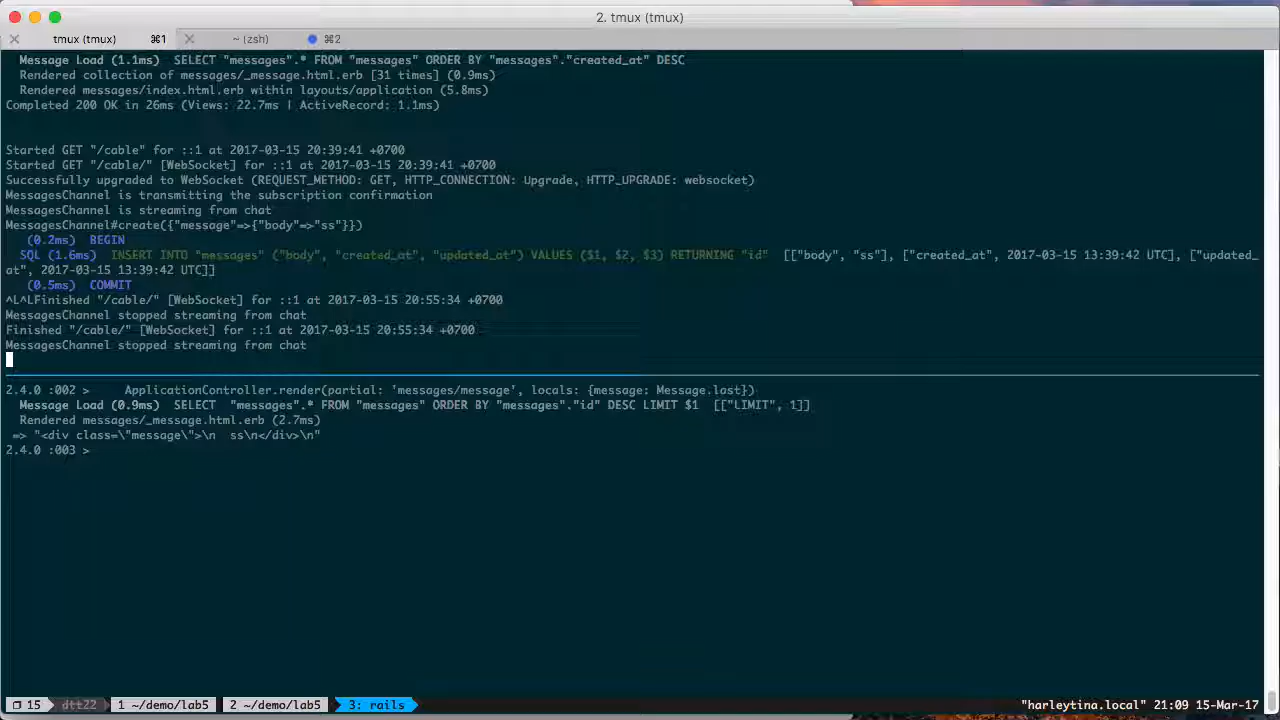 2. tmux (tmux)
tmux (tmux) ⌘1 ~ (zsh) ⌘2
Message Load (1.1ms) SELECT "messages".* FROM "messages" ORDER BY "messages"."created_at" DESC
Rendered collection of messages/_message.html.erb [31 times] (0.9ms)
Rendered messages/index.html.erb within layouts/application (5.8ms)
Completed 200 OK in 26ms (Views: 22.7ms | ActiveRecord: 1.1ms)
Started GET "/cable" for ::1 at 2017-03-15 20:39:41 +0700
Started GET "/cable/" [WebSocket] for ::1 at 2017-03-15 20:39:41 +0700
Successfully upgraded to WebSocket (REQUEST_METHOD: GET, HTTP_CONNECTION: Upgrade, HTTP_UPGRADE: websocket)
MessagesChannel is transmitting the subscription confirmation
MessagesChannel is streaming from chat
MessagesChannel#create({"message"=>{"body"=>"ss"}})
(0.2ms) BEGIN
SQL (1.6ms) INSERT INTO "messages" ("body", "created_at", "updated_at") VALUES ($1, $2, $3) RETURNING "id" [["body", "ss"], ["created_at", 2017-03-15 13:39:42 UTC], ["updated_
at", 2017-03-15 13:39:42 UTC]]
(0.5ms) COMMIT
^L^LFinished "/cable/" [WebSocket] for ::1 at 2017-03-15 20:55:34 +0700
MessagesChannel stopped streaming from chat
Finished "/cable/" [WebSocket] for ::1 at 2017-03-15 20:55:34 +0700
MessagesChannel stopped streaming from chat
2.4.0 :002 > ApplicationController.render(partial: 'messages/message', locals: {message: Message.last})
Message Load (0.9ms) SELECT "messages".* FROM "messages" ORDER BY "messages"."id" DESC LIMIT $1 [["LIMIT", 1]]
Rendered messages/_message.html.erb (2.7ms)
=> "<div class=\"message\">\n ss\n</div>\n"
2.4.0 :003 >
15 dtt22 1 ~/demo/lab5 2 ~/demo/lab5 3: rails "harleytina.local" 21:09 15-Mar-17